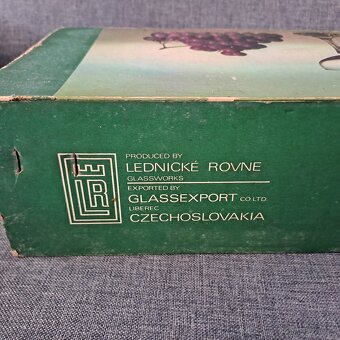 LR
PRODUCED BY
LEDNICKÉ ROVNE
GLASSWORKS
EXPORTED BY
GLASSEXPORT CO.LTD.
LIBEREC
CZECHOSLOVAKIA